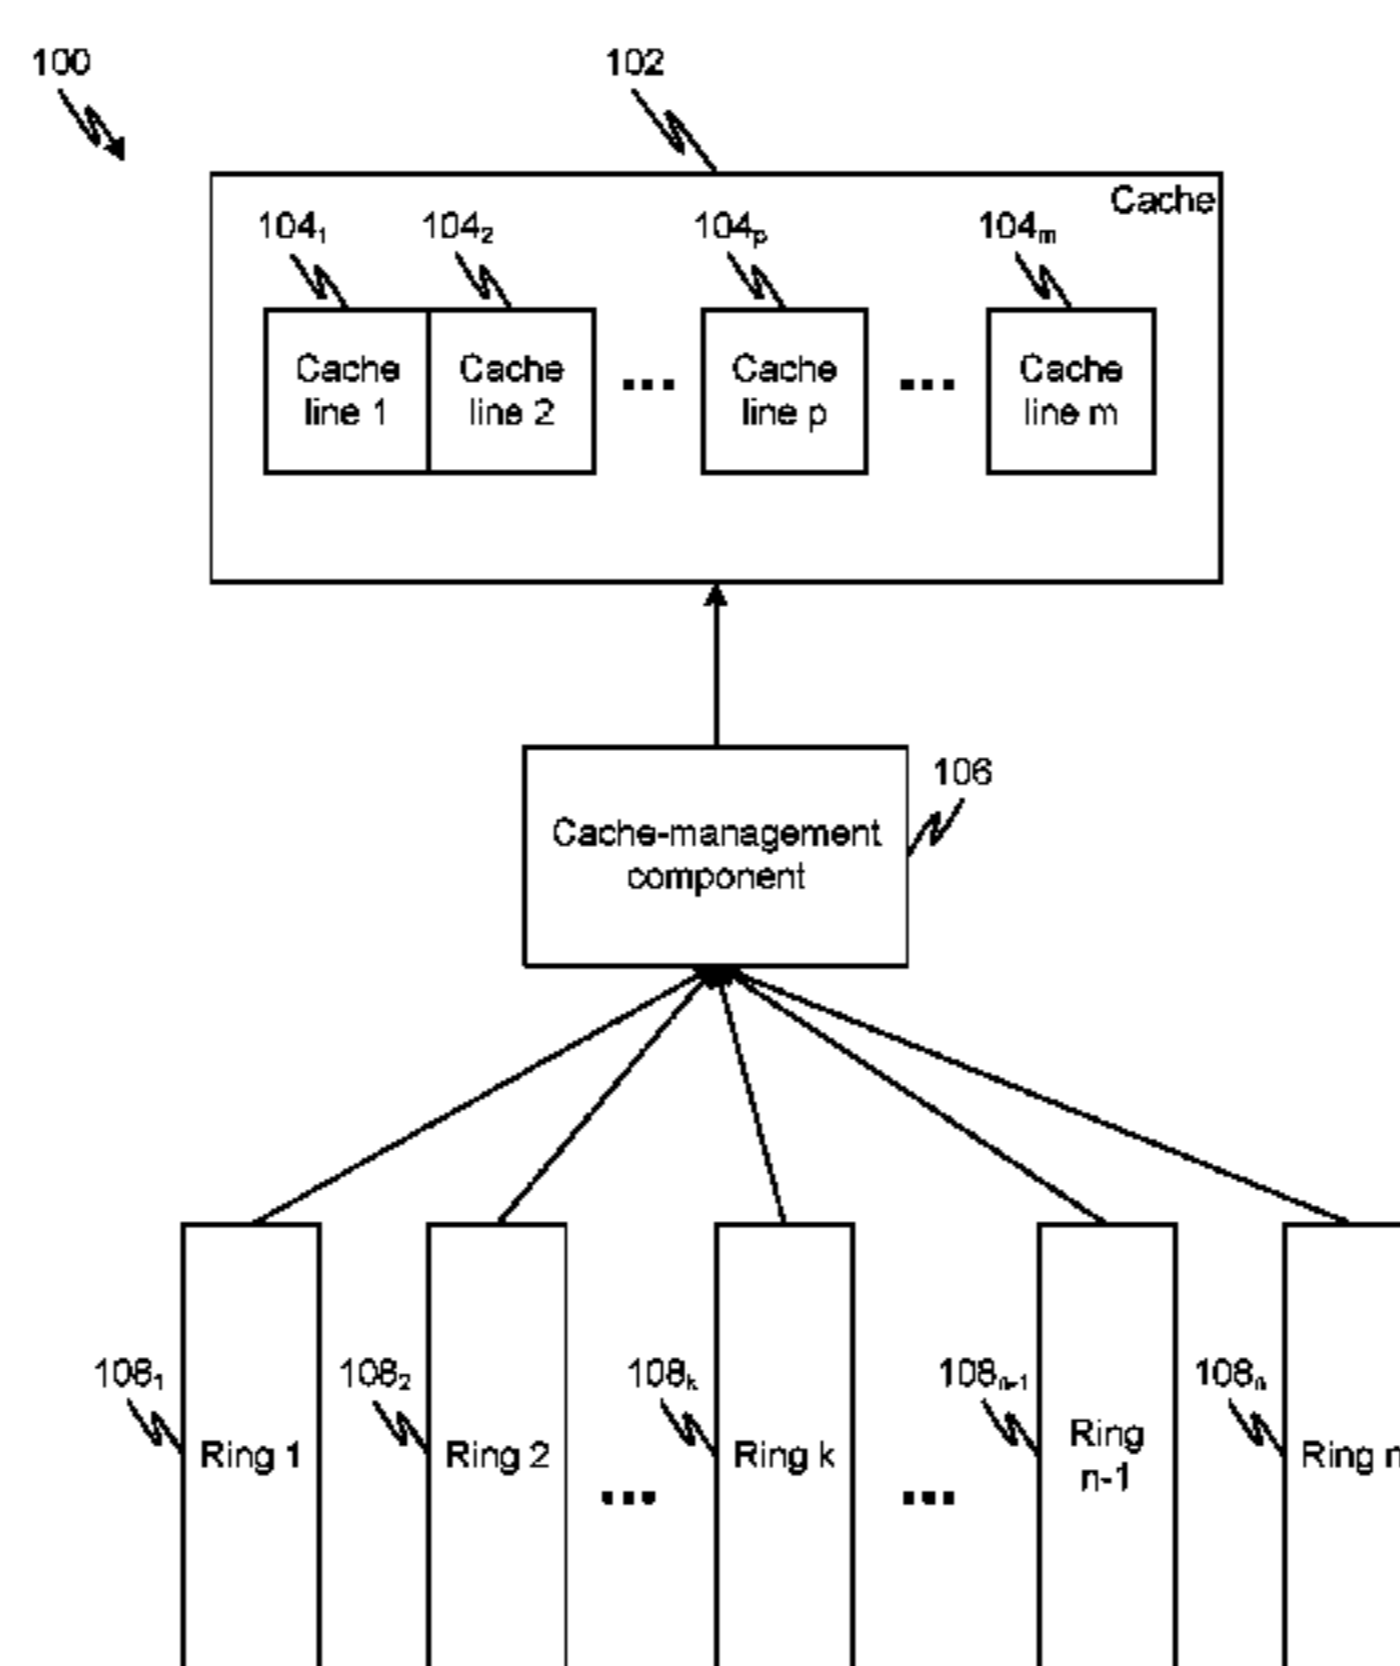 100
102
Cache
104₁
104₂
104ₚ
104ₘ
Cache
line 1
Cache
line 2
...
Cache
line p
...
Cache
line m
106
Cache-management
component
108₁
108₂
108ₖ
108ₙ₋₁
108ₙ
Ring 1
Ring 2
...
Ring k
...
Ring
n-1
Ring n